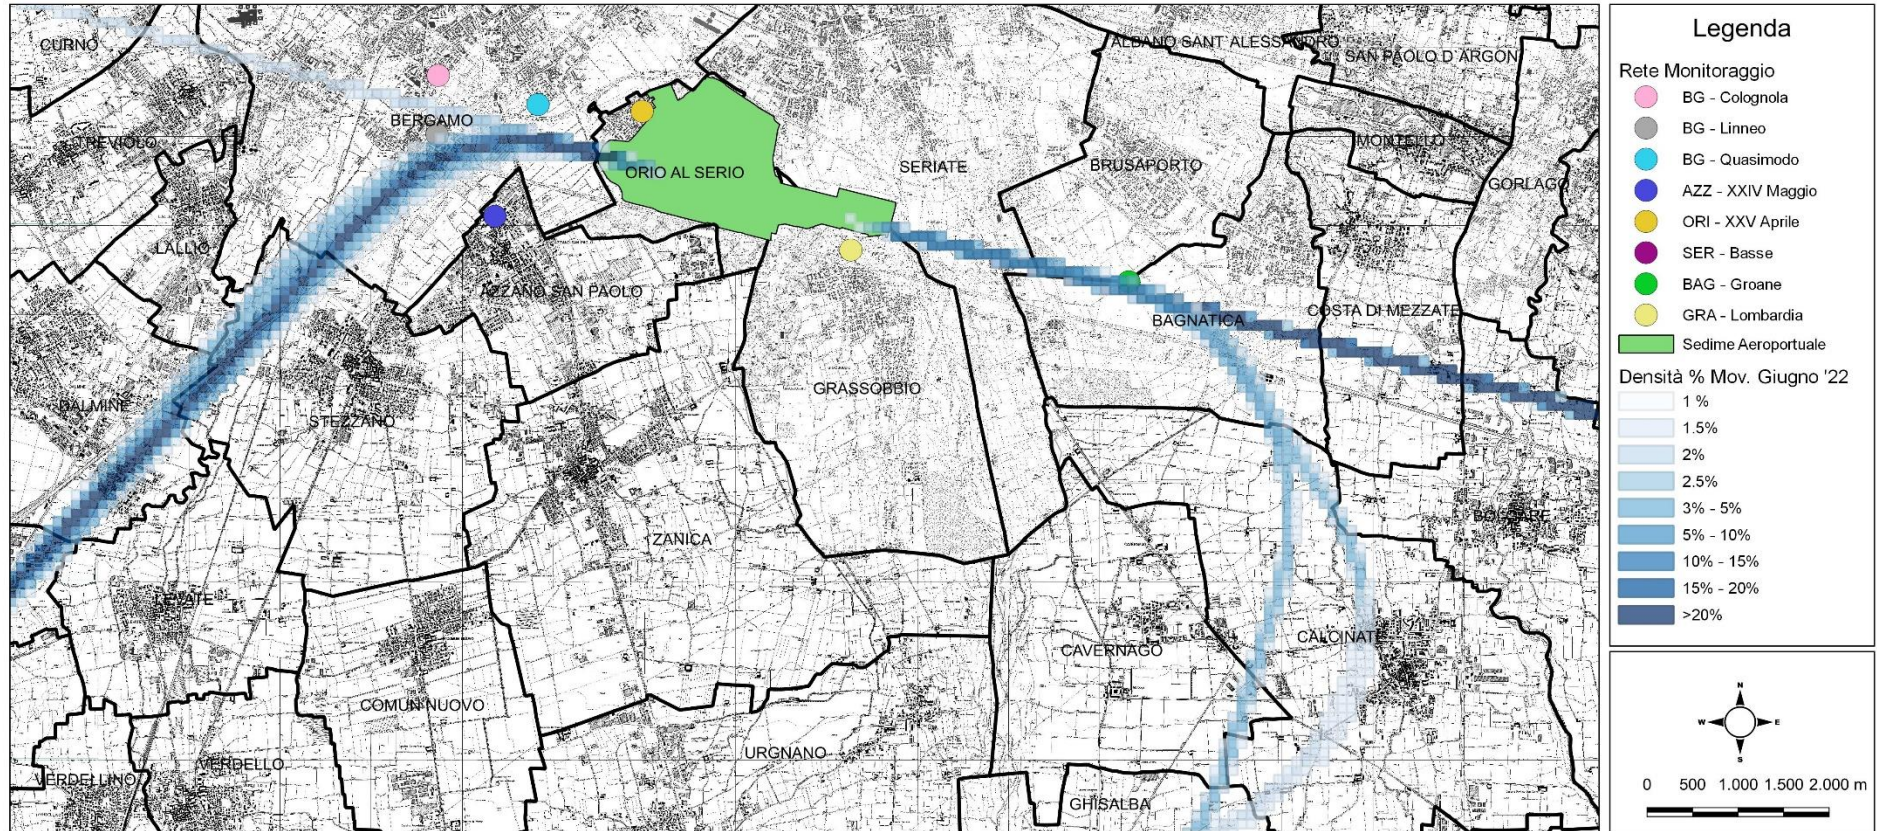 CURNO
ALBANO SANT'ALESSANDRO
SAN PAOLO D'ARGON
BERGAMO
TREVIOLO
MONTELLO
SERIATE
BRUSAPORTO
ORIO AL SERIO
GORLAGO
LALLIO
AZZANO SAN PAOLO
BAGNATICA
COSTA DI MEZZATE
GRASSOBBIO
DALMINE
STEZZANO
BOLGARE
ZANICA
LEVATE
CALCINATE
CAVERNAGO
COMUN NUOVO
URGNANO
VERDELLO
VERDELLINO
GHISALBA
Legenda
Rete Monitoraggio
BG - Colognola
BG - Linneo
BG - Quasimodo
AZZ - XXIV Maggio
ORI - XXV Aprile
SER - Basse
BAG - Groane
GRA - Lombardia
Sedime Aeroportuale
Densità % Mov. Giugno '22
1 %
1.5%
2%
2.5%
3% - 5%
5% - 10%
10% - 15%
15% - 20%
>20%
N
W E
S
0 500 1.000 1.500 2.000 m